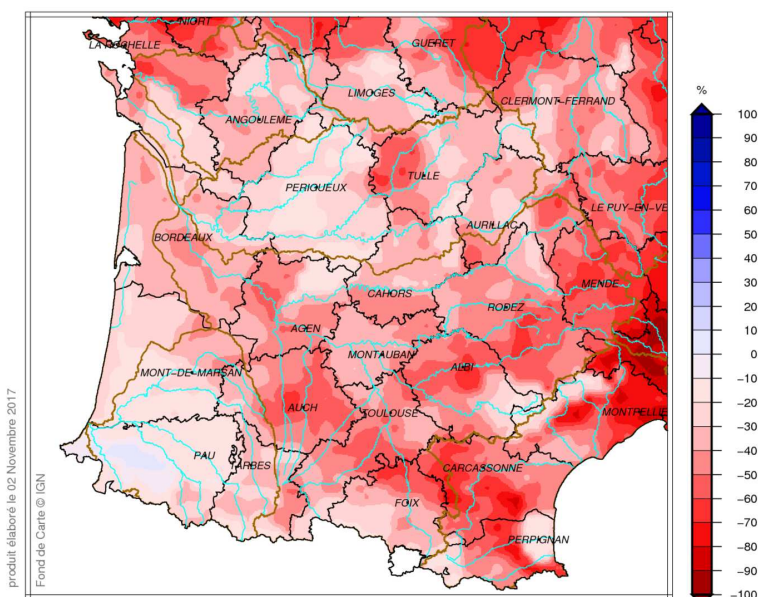 NIORT
LA ROCHELLE
GUERET
LIMOGES
CLERMONT-FERRAND
ANGOULEME
TULLE
PERIGUEUX
LE PUY-EN-VE
AURILLAC
BORDEAUX
MENDE
CAHORS
RODEZ
AGEN
MONTAUBAN
ALBI
MONT-DE-MARSAN
AUCH
TOULOUSE
MONTPELLIE
PAU
TARBES
CARCASSONNE
FOIX
PERPIGNAN
%
100
90
80
70
60
50
40
30
20
10
0
-10
-20
-30
-40
-50
-60
-70
-80
-90
-100
produit élaboré le 02 Novembre 2017
Fond de Carte © IGN